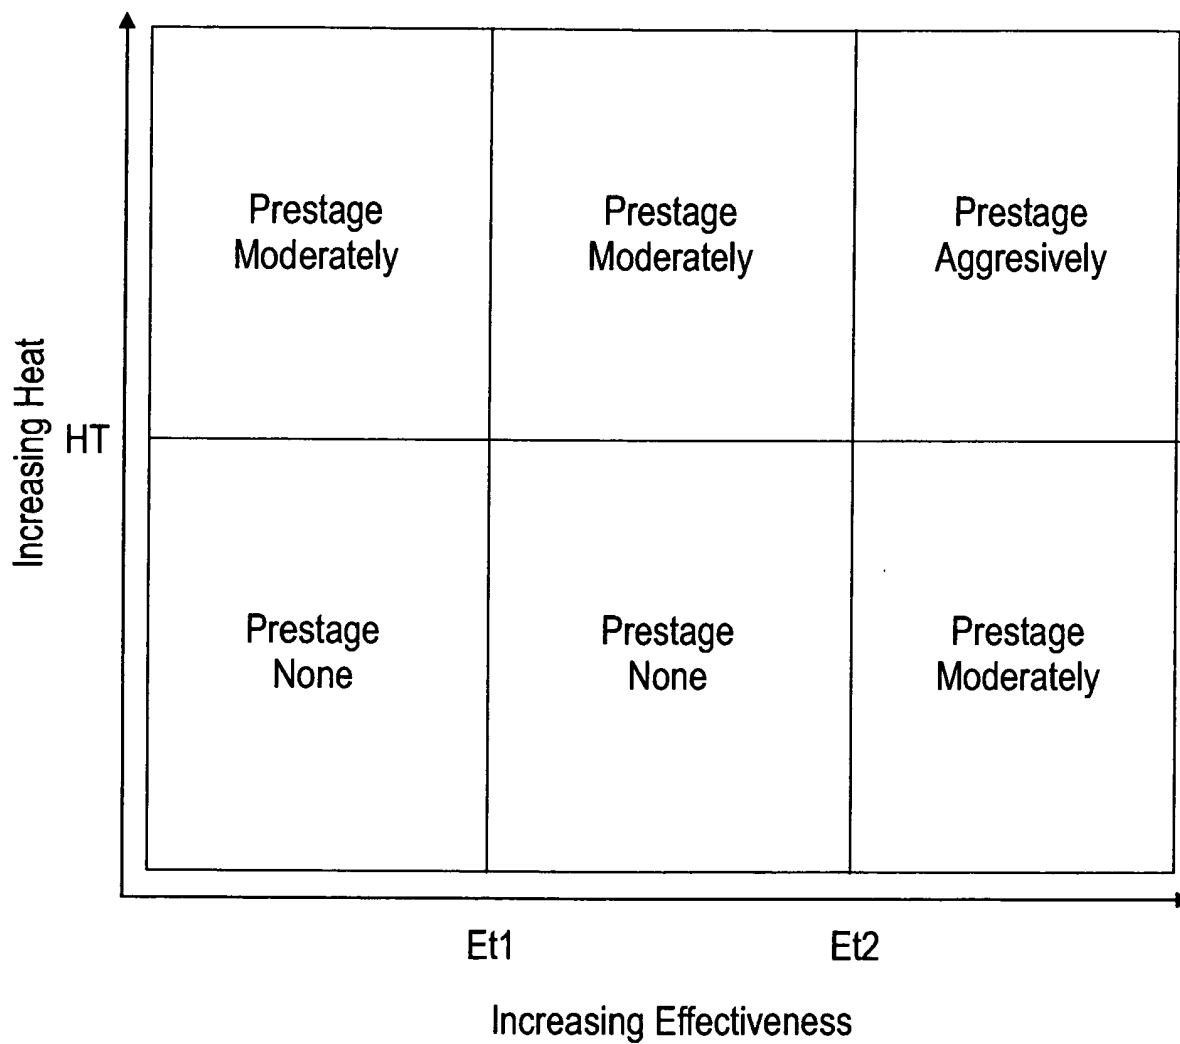 Prestage
Moderately
Prestage
Moderately
Prestage
Aggresively
Increasing Heat
HT
Prestage
None
Prestage
None
Prestage
Moderately
Et1
Et2
Increasing Effectiveness